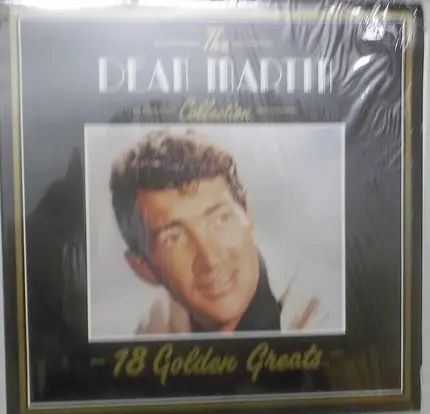 The
DEAN MARTIN
Collection
- 18 Golden Greats -